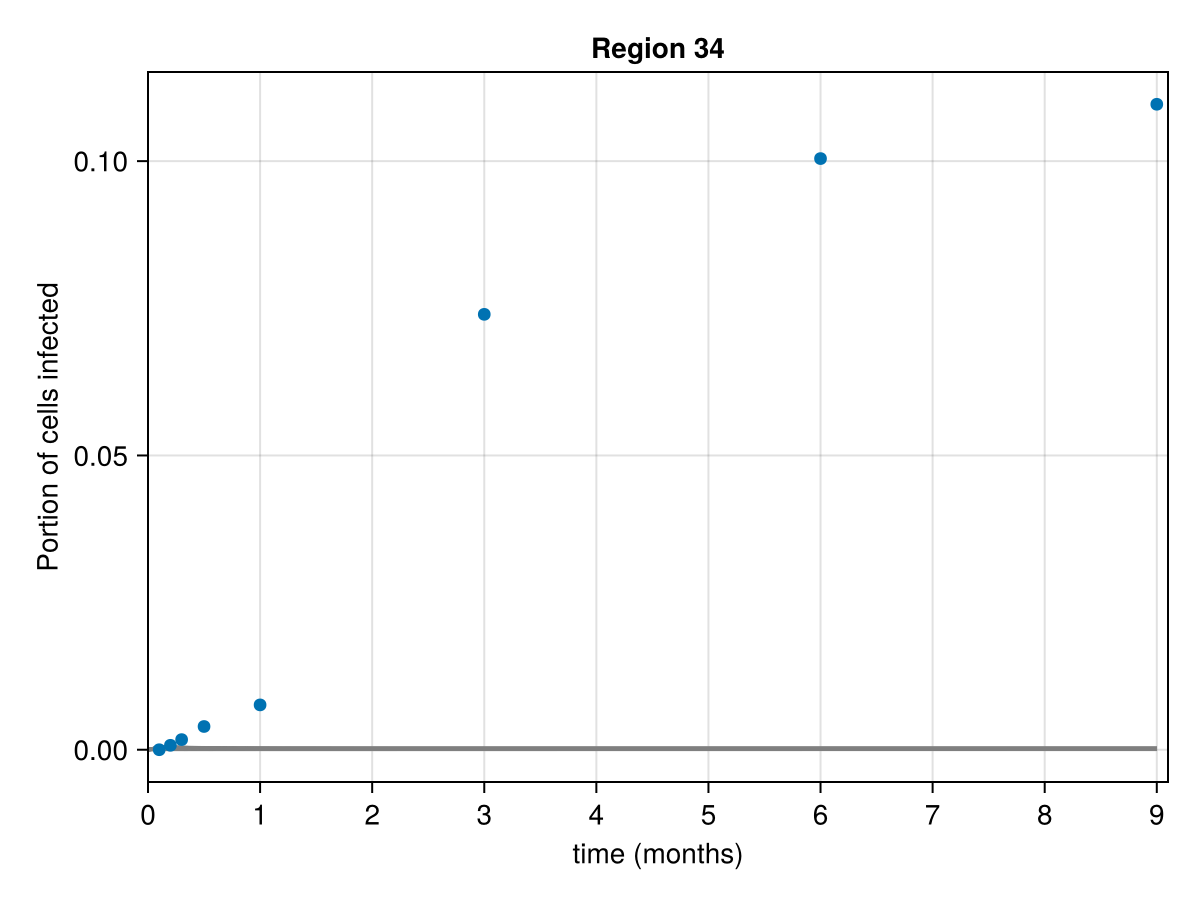 Region 34
Portion of cells infected
0.10
0.05
0.00
0 1 2 3 4 5 6 7 8 9
time (months)